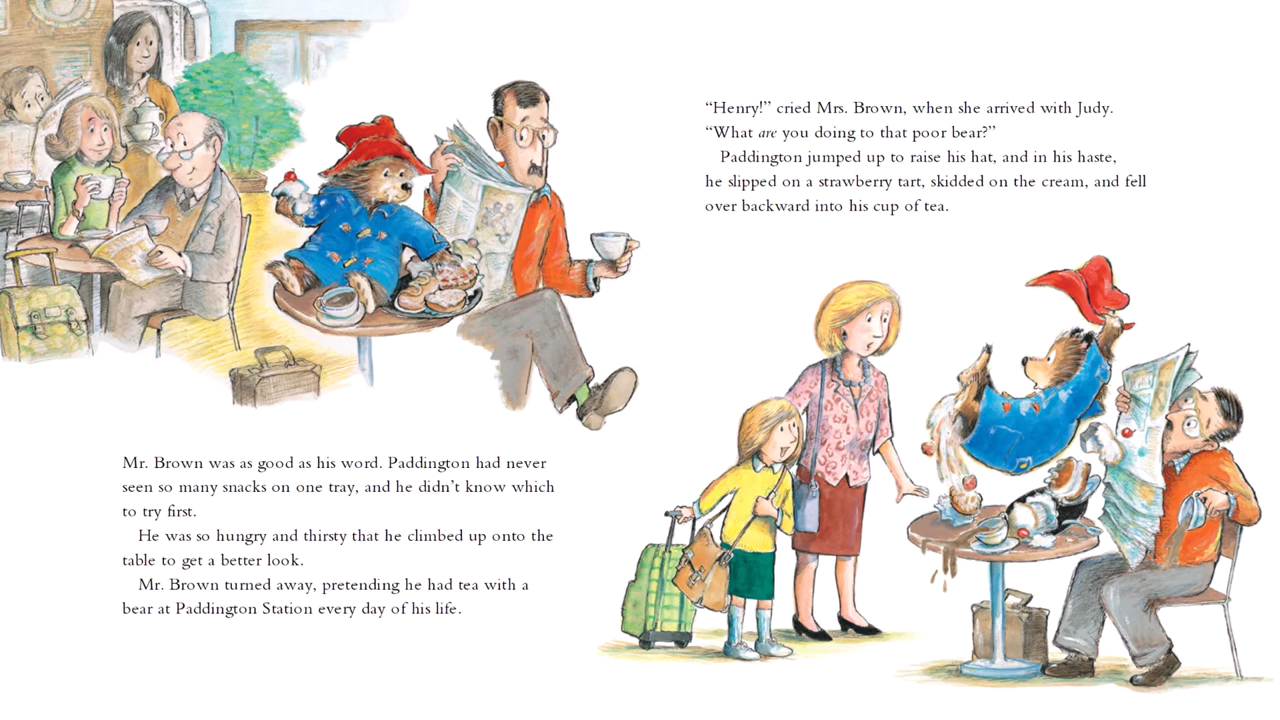 Mr. Brown was as good as his word. Paddington had never
seen so many snacks on one tray, and he didn’t know which
to try first.
He was so hungry and thirsty that he climbed up onto the
table to get a better look.
Mr. Brown turned away, pretending he had tea with a
bear at Paddington Station every day of his life.
“Henry!” cried Mrs. Brown, when she arrived with Judy.
“What are you doing to that poor bear?”
Paddington jumped up to raise his hat, and in his haste,
he slipped on a strawberry tart, skidded on the cream, and fell
over backward into his cup of tea.